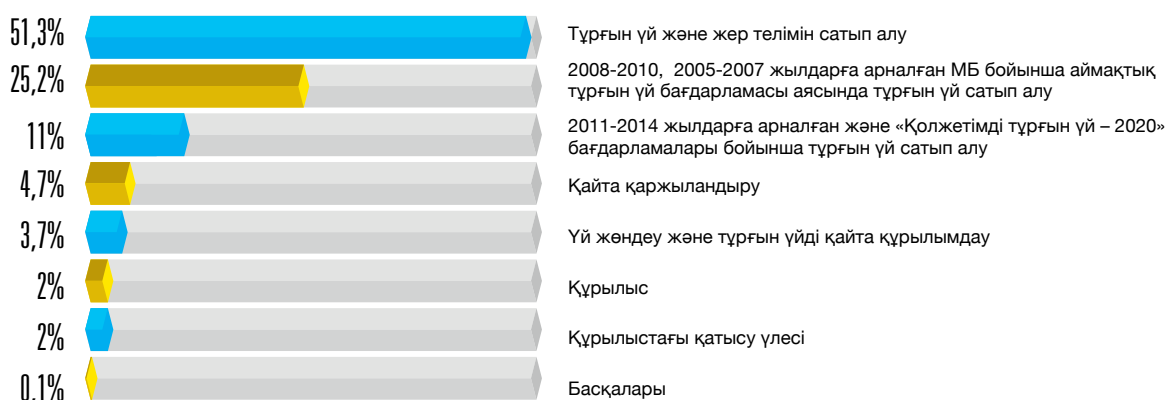 51,3% Тұрғын үй және жер телімін сатып алу
25,2% 2008-2010, 2005-2007 жылдарға арналған МБ бойынша аймақтық
тұрғын үй бағдарламасы аясында тұрғын үй сатып алу
11% 2011-2014 жылдарға арналған және «Қолжетімді тұрғын үй – 2020»
бағдарламалары бойынша тұрғын үй сатып алу
4,7% Қайта қаржыландыру
3,7% Үй жөндеу және тұрғын үйді қайта құрылымдау
2% Құрылыс
2% Құрылыстағы қатысу үлесі
0,1% Басқалары